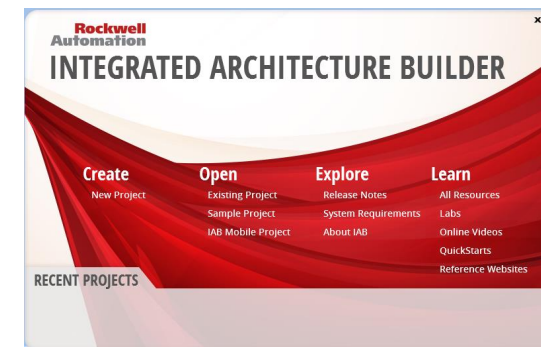 x
Rockwell
Automation
INTEGRATED ARCHITECTURE BUILDER
Create
New Project
Open
Existing Project
Sample Project
IAB Mobile Project
Explore
Release Notes
System Requirements
About IAB
Learn
All Resources
Labs
Online Videos
QuickStarts
Reference Websites
RECENT PROJECTS